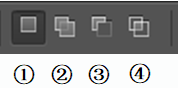 ① ② ③ ④